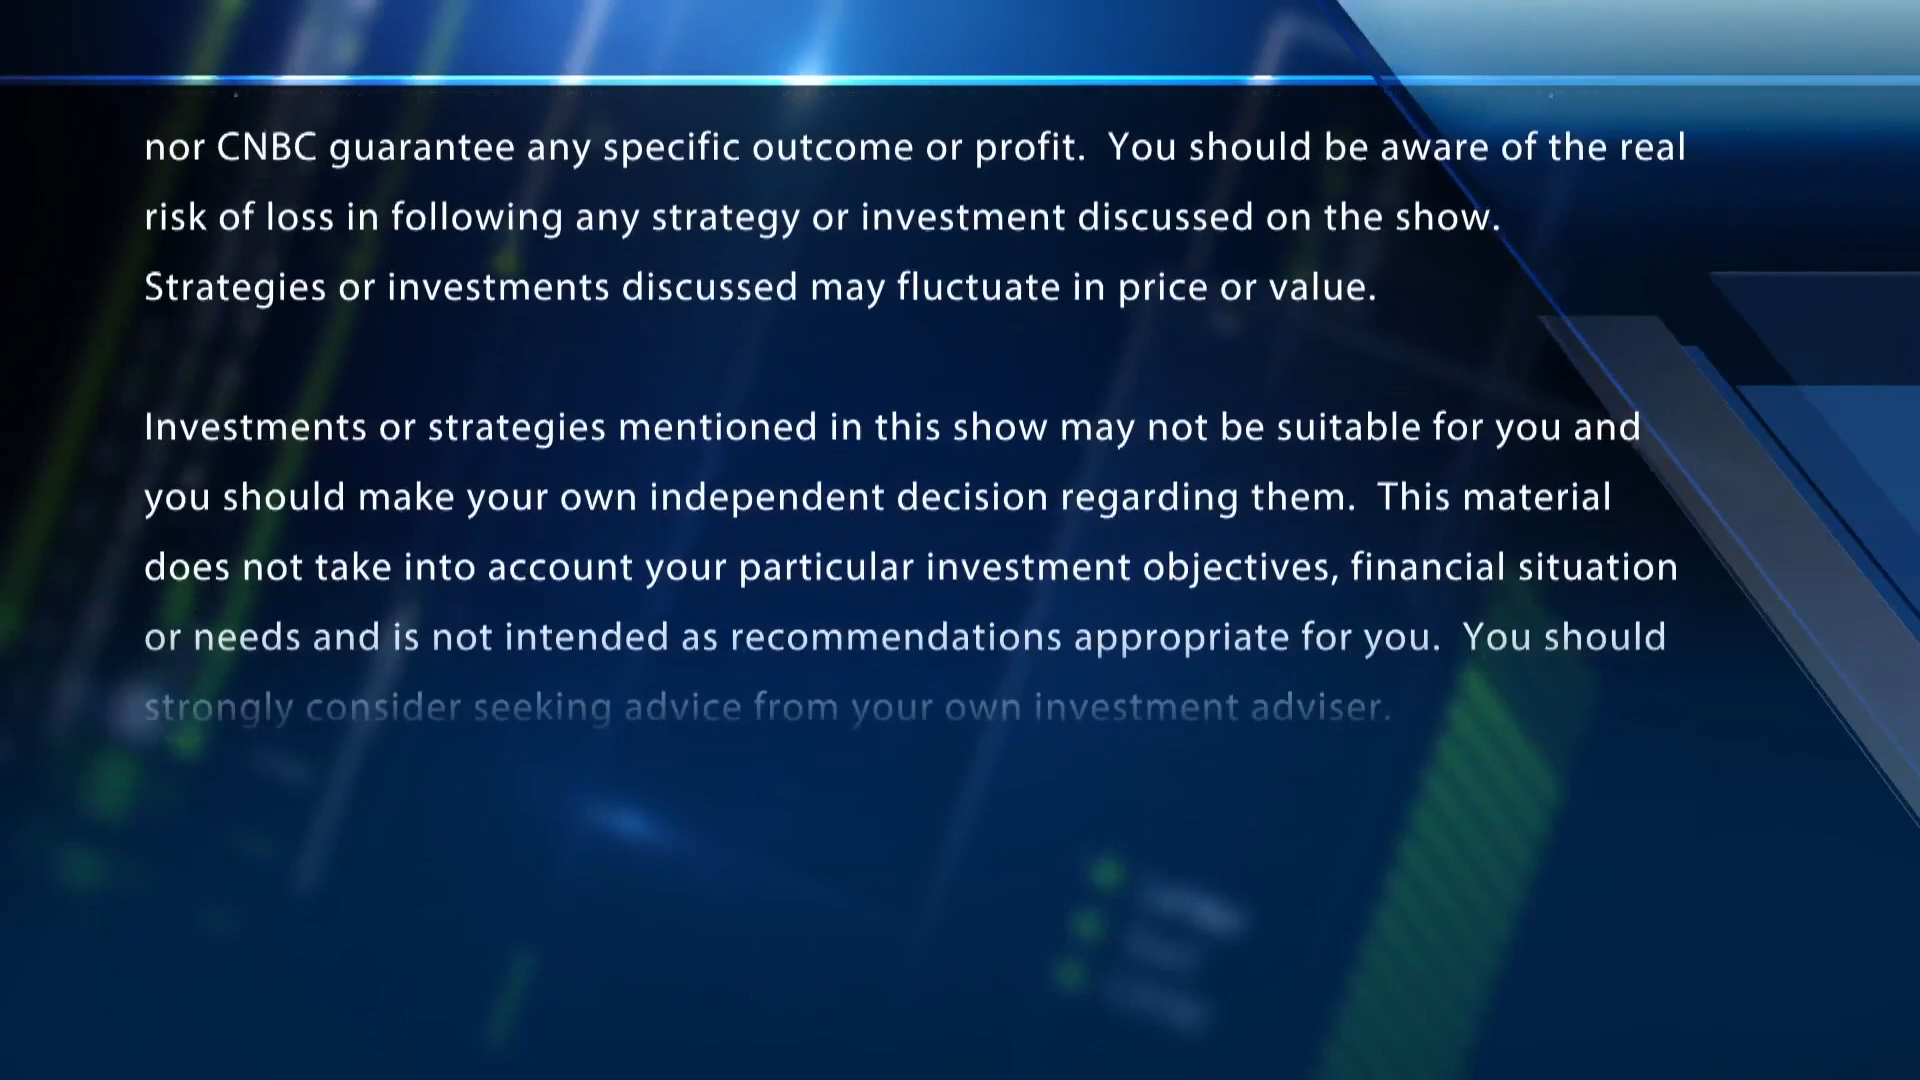 nor CNBC guarantee any specific outcome or profit.  You should be aware of the real
risk of loss in following any strategy or investment discussed on the show.
Strategies or investments discussed may fluctuate in price or value.
Investments or strategies mentioned in this show may not be suitable for you and
you should make your own independent decision regarding them.  This material
does not take into account your particular investment objectives, financial situation
or needs and is not intended as recommendations appropriate for you.  You should
strongly consider seeking advice from your own investment adviser.